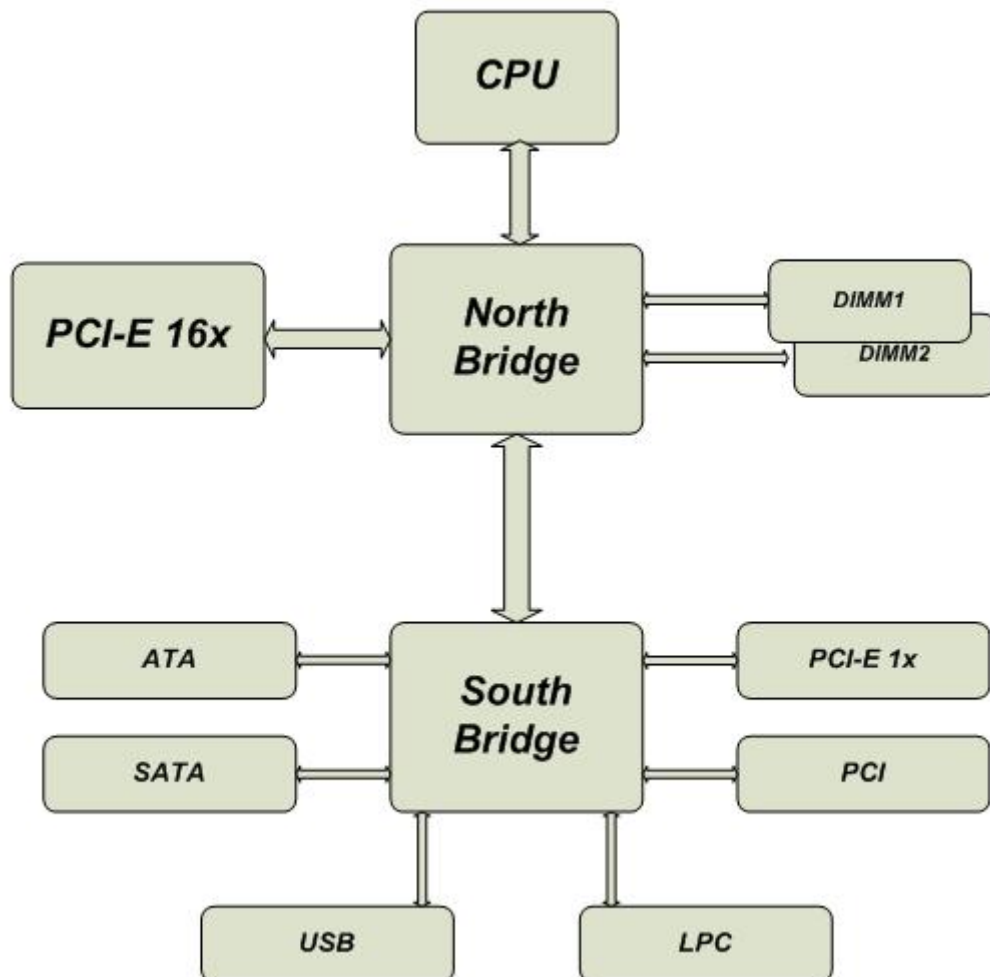 CPU
PCI-E 16x
North
Bridge
DIMM1
DIMM2
ATA
South
Bridge
PCI-E 1x
SATA
PCI
USB
LPC